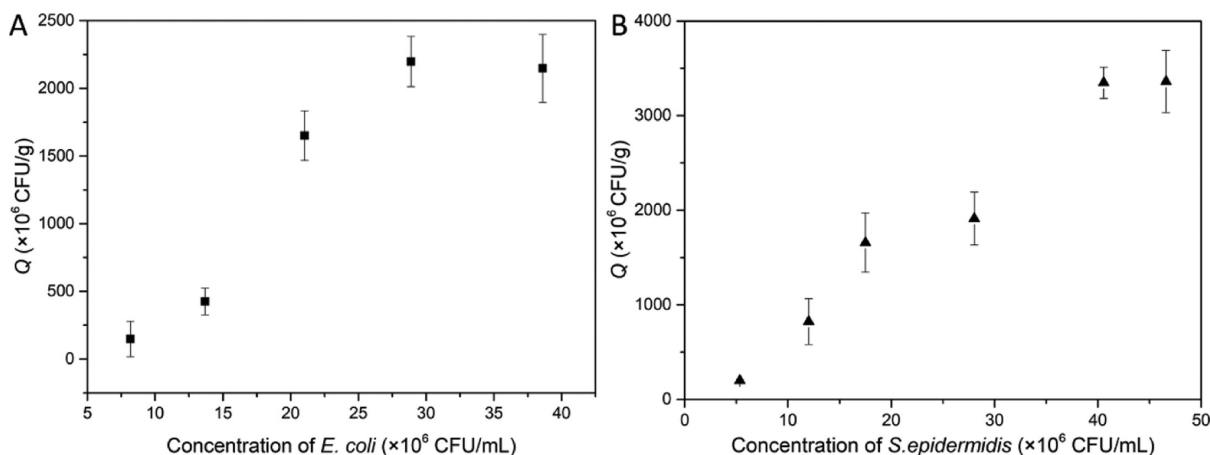 A
2500
2000
1500
1000
500
0
Q (×10⁶ CFU/g)
5 10 15 20 25 30 35 40
Concentration of E. coli (×10⁶ CFU/mL)
B
4000
3000
2000
1000
0
Q (×10⁶ CFU/g)
0 10 20 30 40 50
Concentration of S.epidermidis (×10⁶ CFU/mL)